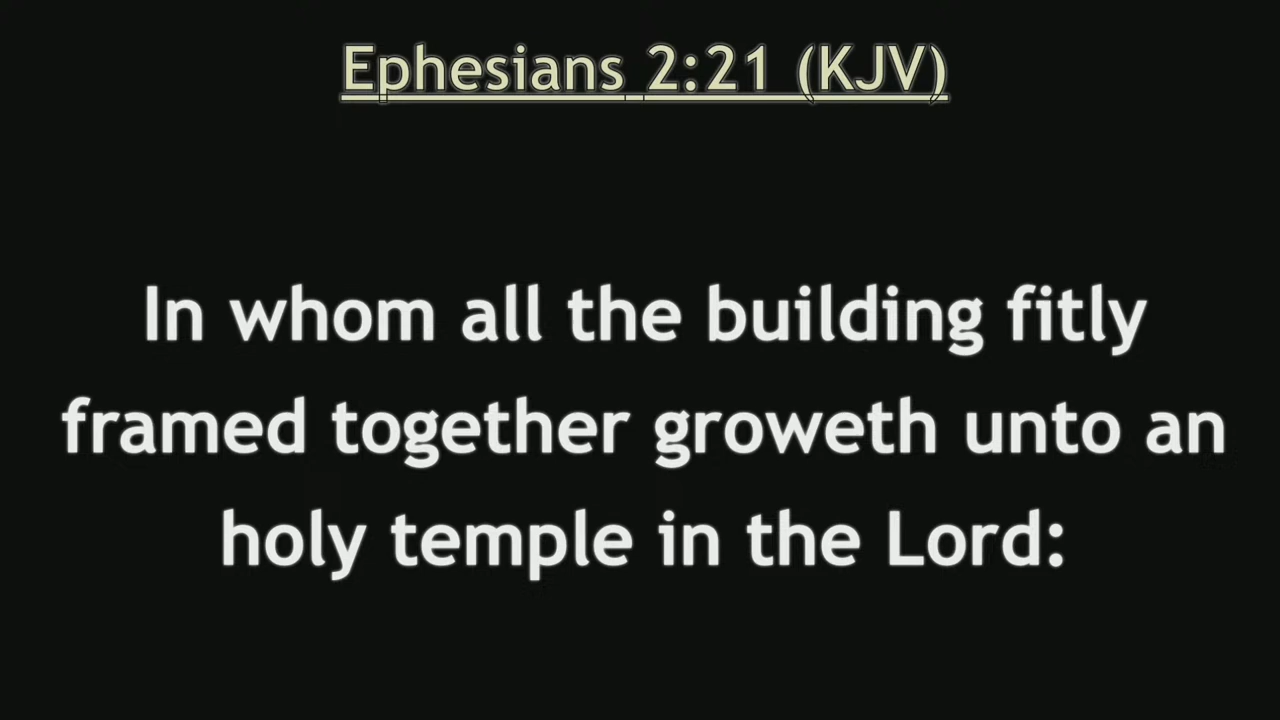 Ephesians 2:21 (KJV)
In whom all the building fitly
framed together groweth unto an
holy temple in the Lord: